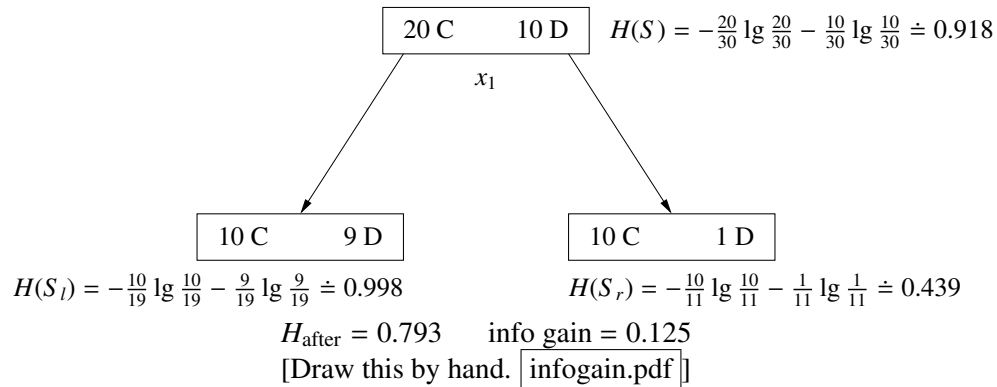 20 C 10 D H(S) = −20/30 lg 20/30 − 10/30 lg 10/30 ≐ 0.918
x₁
10 C 9 D 10 C 1 D
H(Sₗ) = −10/19 lg 10/19 − 9/19 lg 9/19 ≐ 0.998 H(Sᵣ) = −10/11 lg 10/11 − 1/11 lg 1/11 ≐ 0.439
H_after = 0.793 info gain = 0.125
[Draw this by hand. infogain.pdf ]